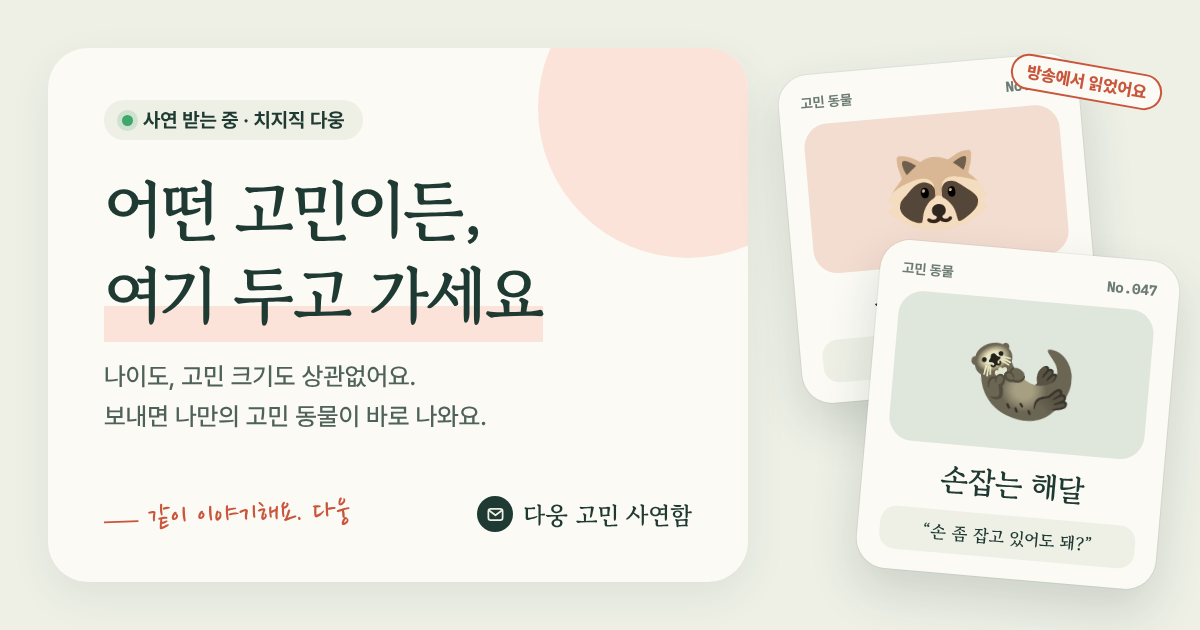 사연 받는 중 · 치지직 다웅
어떤 고민이든,
여기 두고 가세요
나이도, 고민 크기도 상관없어요.
보내면 나만의 고민 동물이 바로 나와요.
같이 이야기해요. 다웅
다웅 고민 사연함
고민 동물
방송에서 읽었어요
고민 동물
No.047
손잡는 해달
“손 좀 잡고 있어도 돼?”